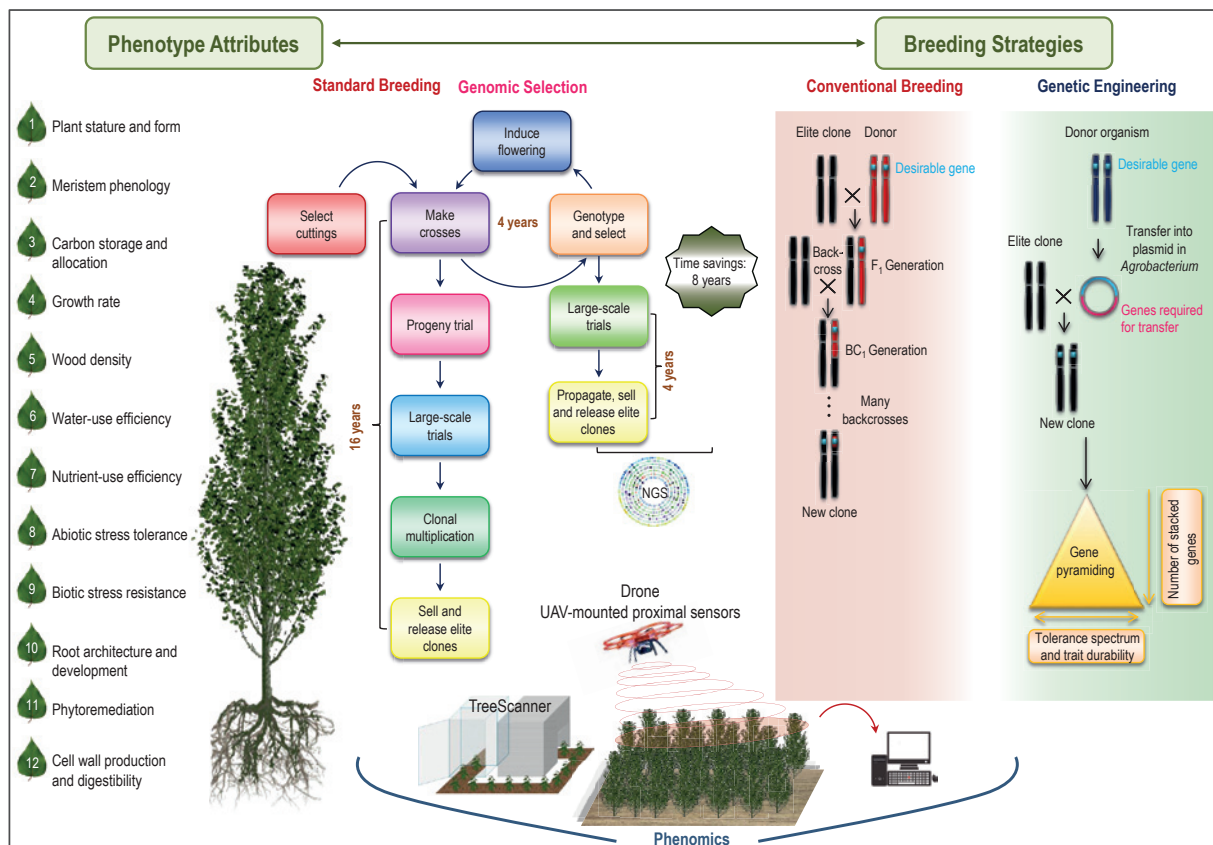 Phenotype Attributes
Breeding Strategies
Standard Breeding
Genomic Selection
Conventional Breeding
Genetic Engineering
1 Plant stature and form
2 Meristem phenology
3 Carbon storage and
allocation
4 Growth rate
5 Wood density
6 Water-use efficiency
7 Nutrient-use efficiency
8 Abiotic stress tolerance
9 Biotic stress resistance
10 Root architecture and
development
11 Phytoremediation
12 Cell wall production
and digestibility
Induce
flowering
Select
cuttings
Make
crosses
4 years
Genotype
and select
Time savings:
8 years
Progeny trial
Large-scale
trials
Large-scale
trials
Clonal
multiplication
Sell and
release elite
clones
16 years
Propagate, sell
and release elite
clones
4 years
NGS
Elite clone
Donor
Desirable gene
Back-
cross
F1 Generation
BC1 Generation
Many
backcrosses
New clone
Donor organism
Desirable gene
Transfer into
plasmid in
Agrobacterium
Elite clone
Genes required
for transfer
New clone
Gene
pyramiding
Number of stacked
genes
Tolerance spectrum
and trait durability
Drone
UAV-mounted proximal sensors
TreeScanner
Phenomics